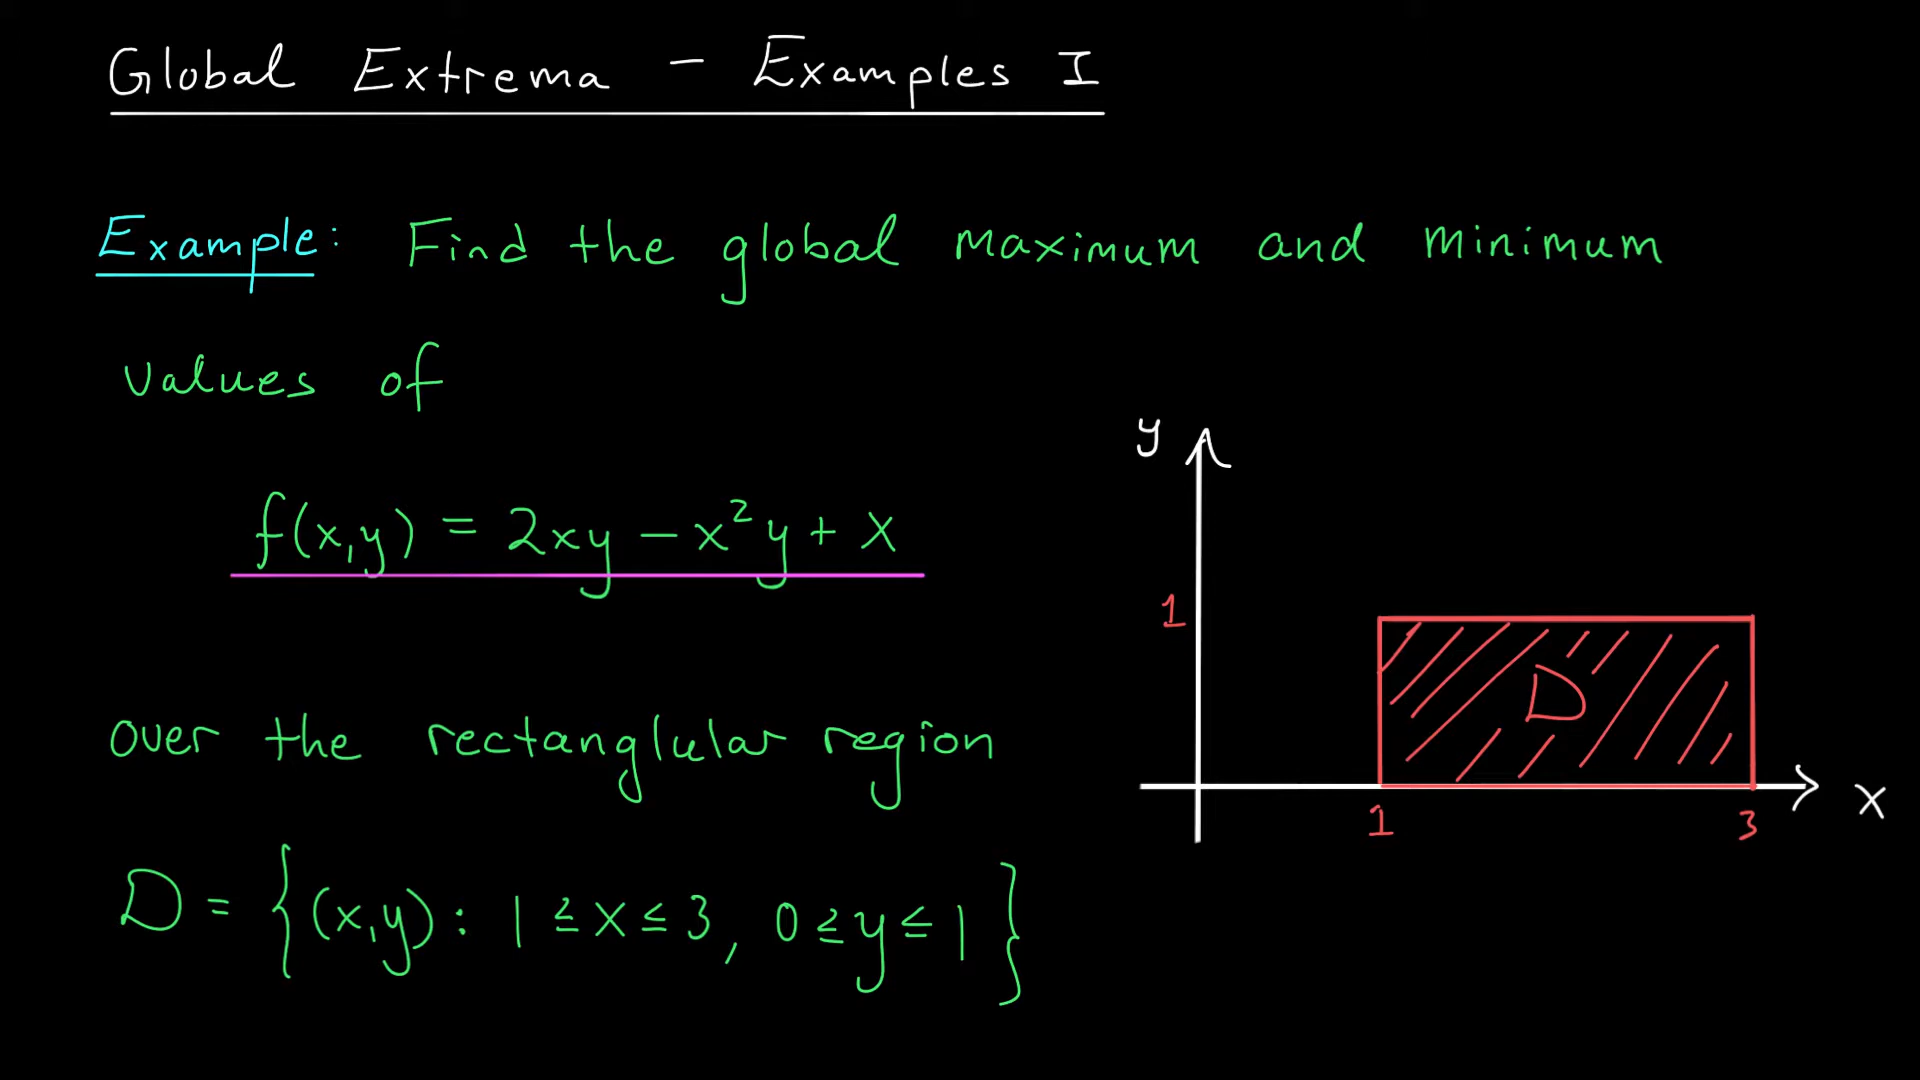 Global Extrema - Examples I
Example: Find the global maximum and minimum
values of
f(x,y) = 2xy - x²y + x
over the rectanglular region
D = {(x,y): 1 ≤ x ≤ 3, 0 ≤ y ≤ 1}
y
1
D
x
1 3